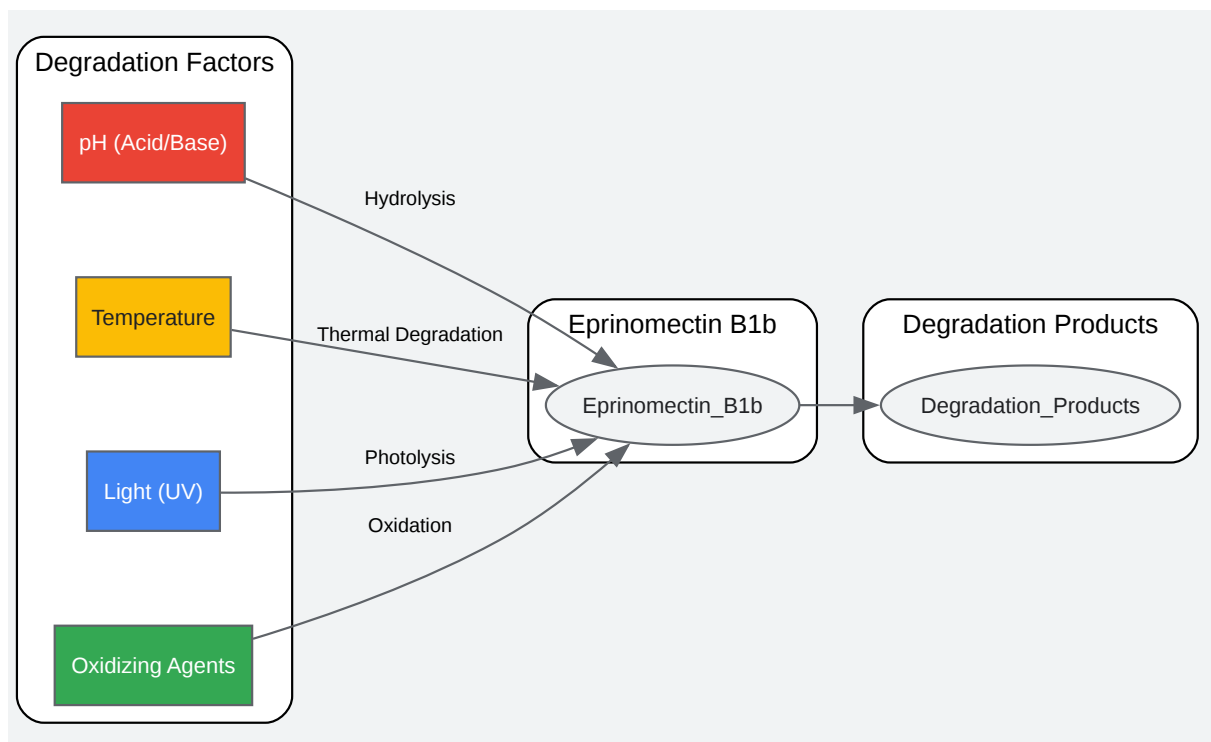 Degradation Factors
pH (Acid/Base)
Hydrolysis
Temperature
Thermal Degradation
Light (UV)
Photolysis
Oxidizing Agents
Oxidation
Eprinomectin B1b
Eprinomectin_B1b
Degradation Products
Degradation_Products